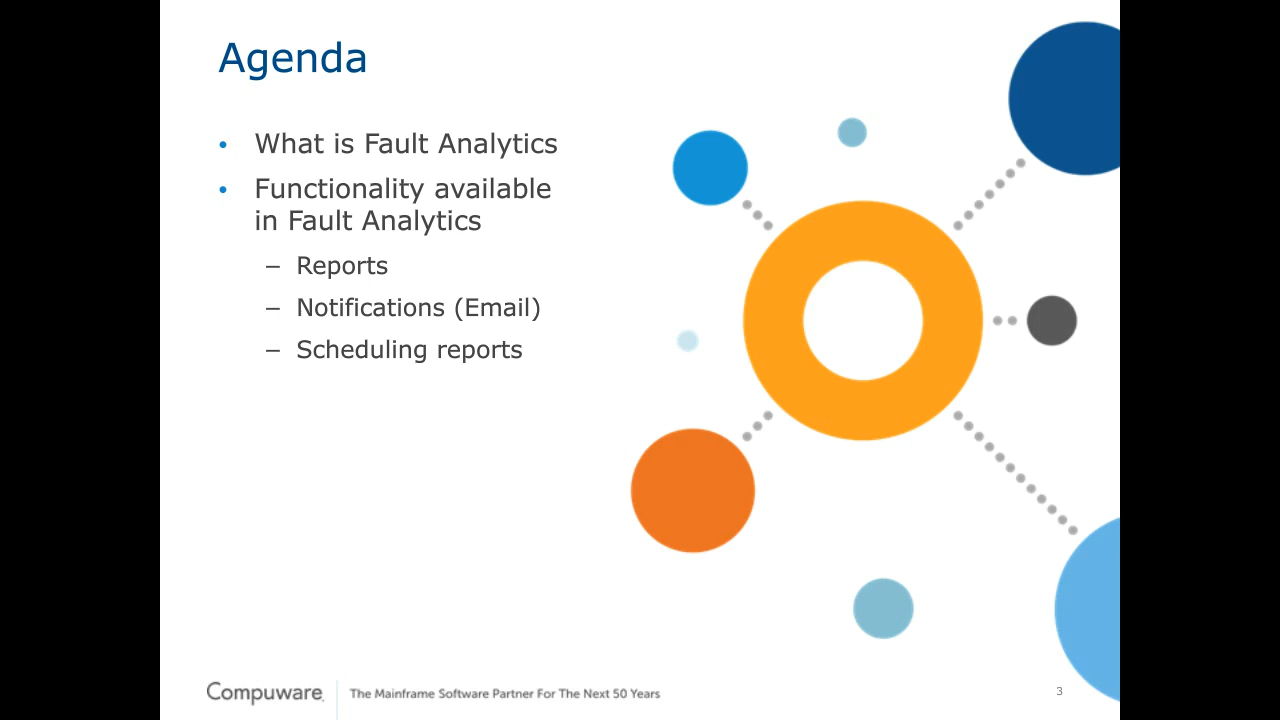 Agenda
• What is Fault Analytics
• Functionality available
in Fault Analytics
– Reports
– Notifications (Email)
– Scheduling reports
Compuware. The Mainframe Software Partner For The Next 50 Years
3